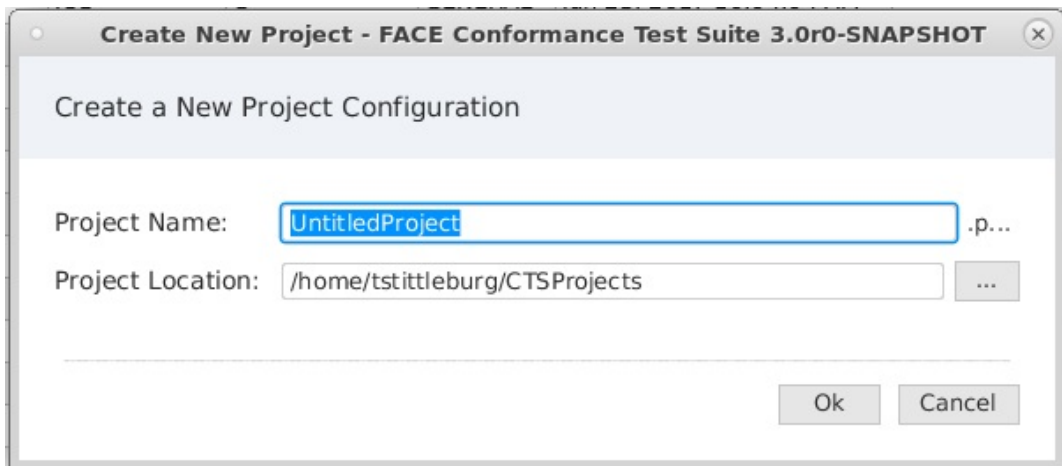 Create New Project - FACE Conformance Test Suite 3.0r0-SNAPSHOT
Create a New Project Configuration
Project Name: UntitledProject .p...
Project Location: /home/tstittleburg/CTSProjects ...
Ok Cancel